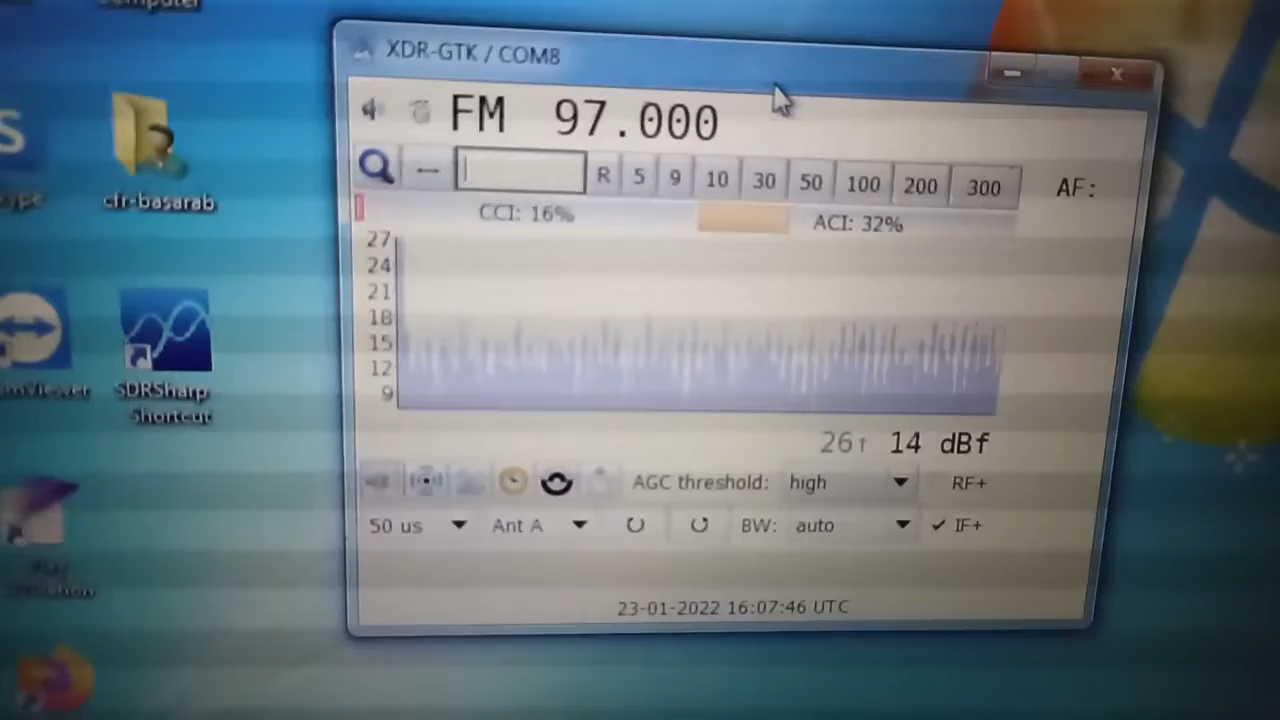 Computer
XDR-GTK / COM8
FM 97.000
R 5 9 10 30 50 100 200 300 AF:
CCI: 16% ACI: 32%
27
24
21
18
15
12
9
26↑ 14 dBf
AGC threshold: high RF+
50 us Ant A BW: auto ✓ IF+
23-01-2022 16:07:46 UTC
cfr-basarab
SDRSharp
Shortcut